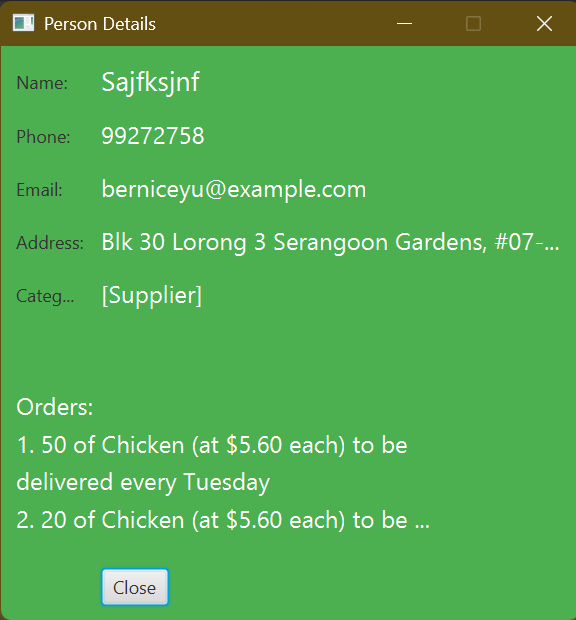 Person Details
Name: Sajfksjnf
Phone: 99272758
Email: berniceyu@example.com
Address: Blk 30 Lorong 3 Serangoon Gardens, #07-...
Categ... [Supplier]
Orders:
1. 50 of Chicken (at $5.60 each) to be
delivered every Tuesday
2. 20 of Chicken (at $5.60 each) to be ...
Close